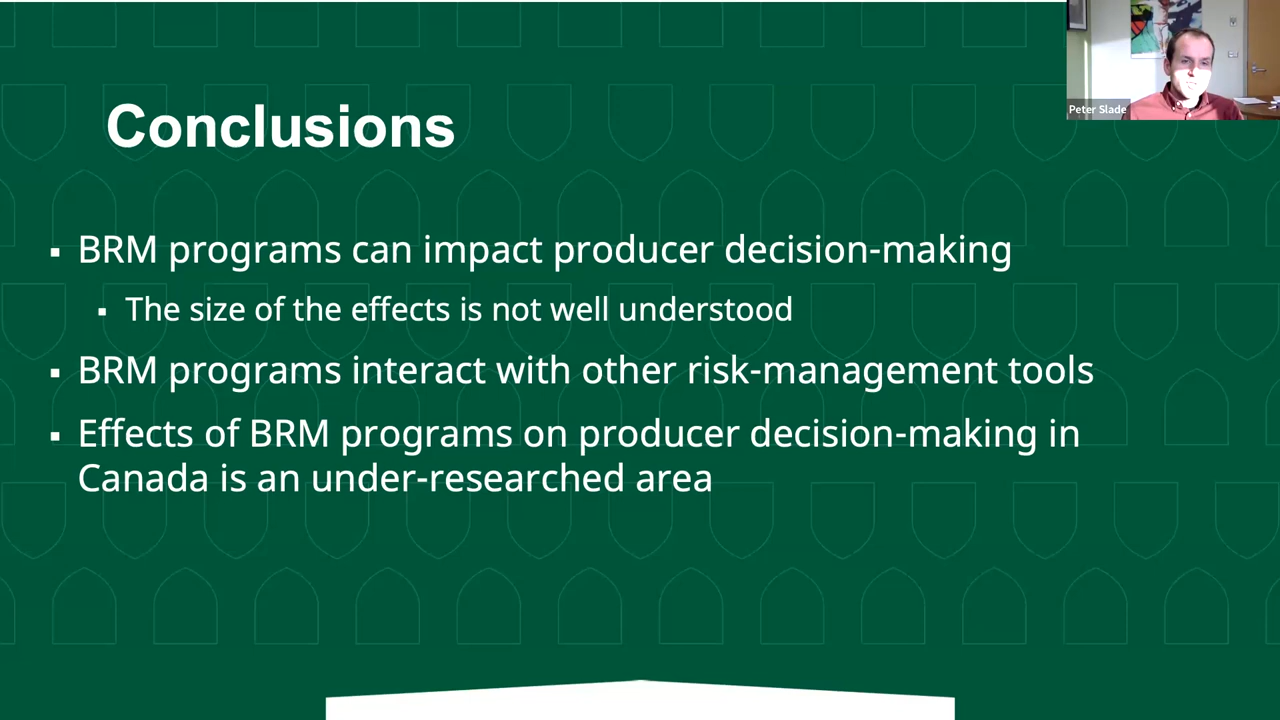 Conclusions
Peter Slade
▪ BRM programs can impact producer decision-making
▪ The size of the effects is not well understood
▪ BRM programs interact with other risk-management tools
▪ Effects of BRM programs on producer decision-making in
Canada is an under-researched area